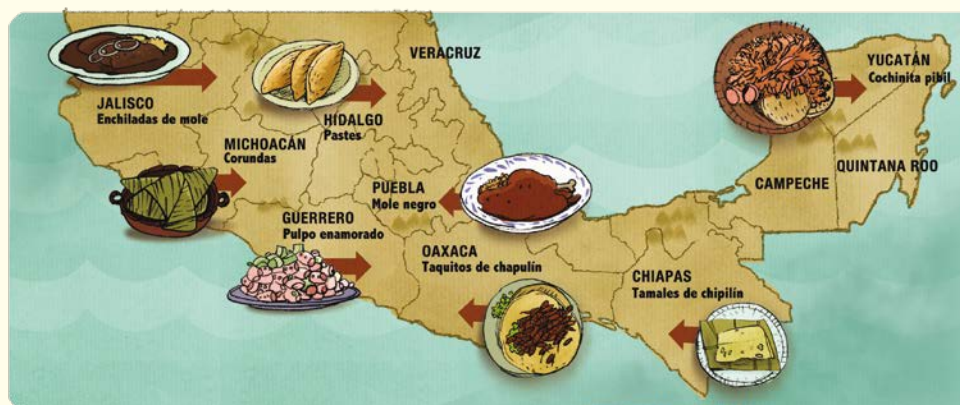 VERACRUZ
YUCATÁN
Cochinita pibil
JALISCO
Enchiladas de mole
HIDALGO
Pastes
MICHOACÁN
Corundas
QUINTANA ROO
CAMPECHE
PUEBLA
Mole negro
GUERRERO
Pulpo enamorado
OAXACA
Taquitos de chapulín
CHIAPAS
Tamales de chipilín